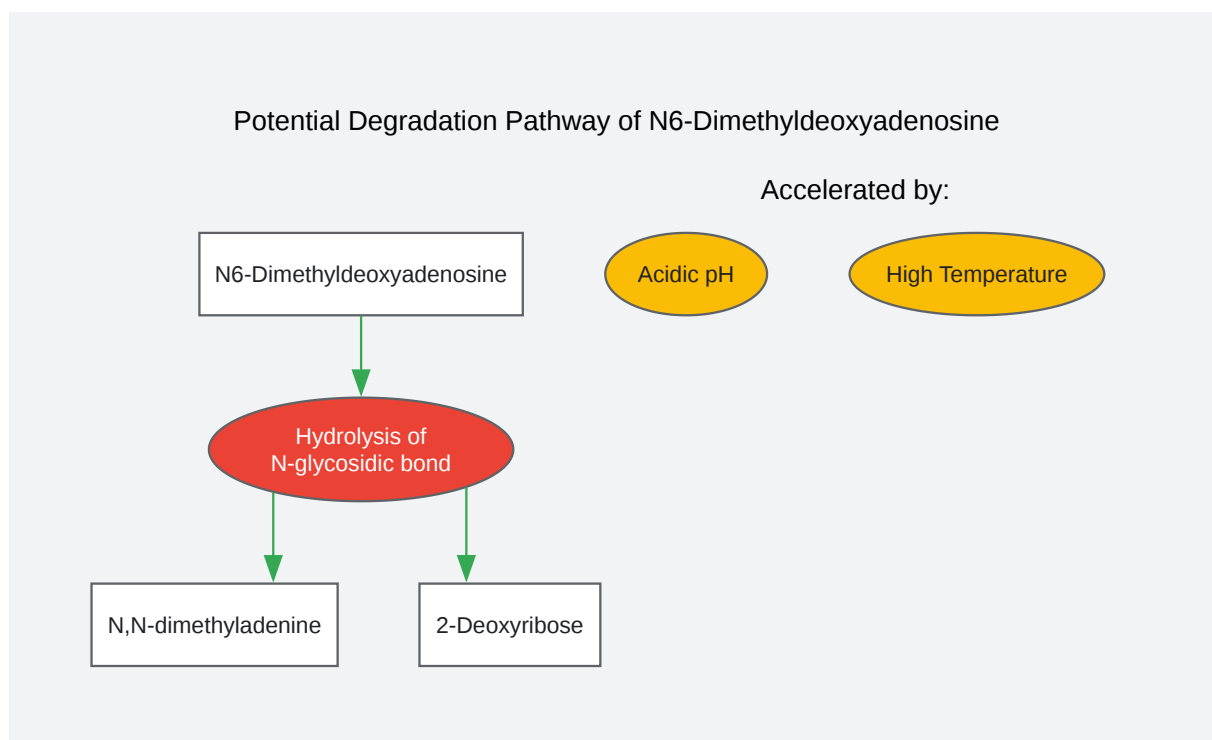 Potential Degradation Pathway of N6-Dimethyldeoxyadenosine
Accelerated by:
N6-Dimethyldeoxyadenosine
Acidic pH
High Temperature
Hydrolysis of
N-glycosidic bond
N,N-dimethyladenine
2-Deoxyribose